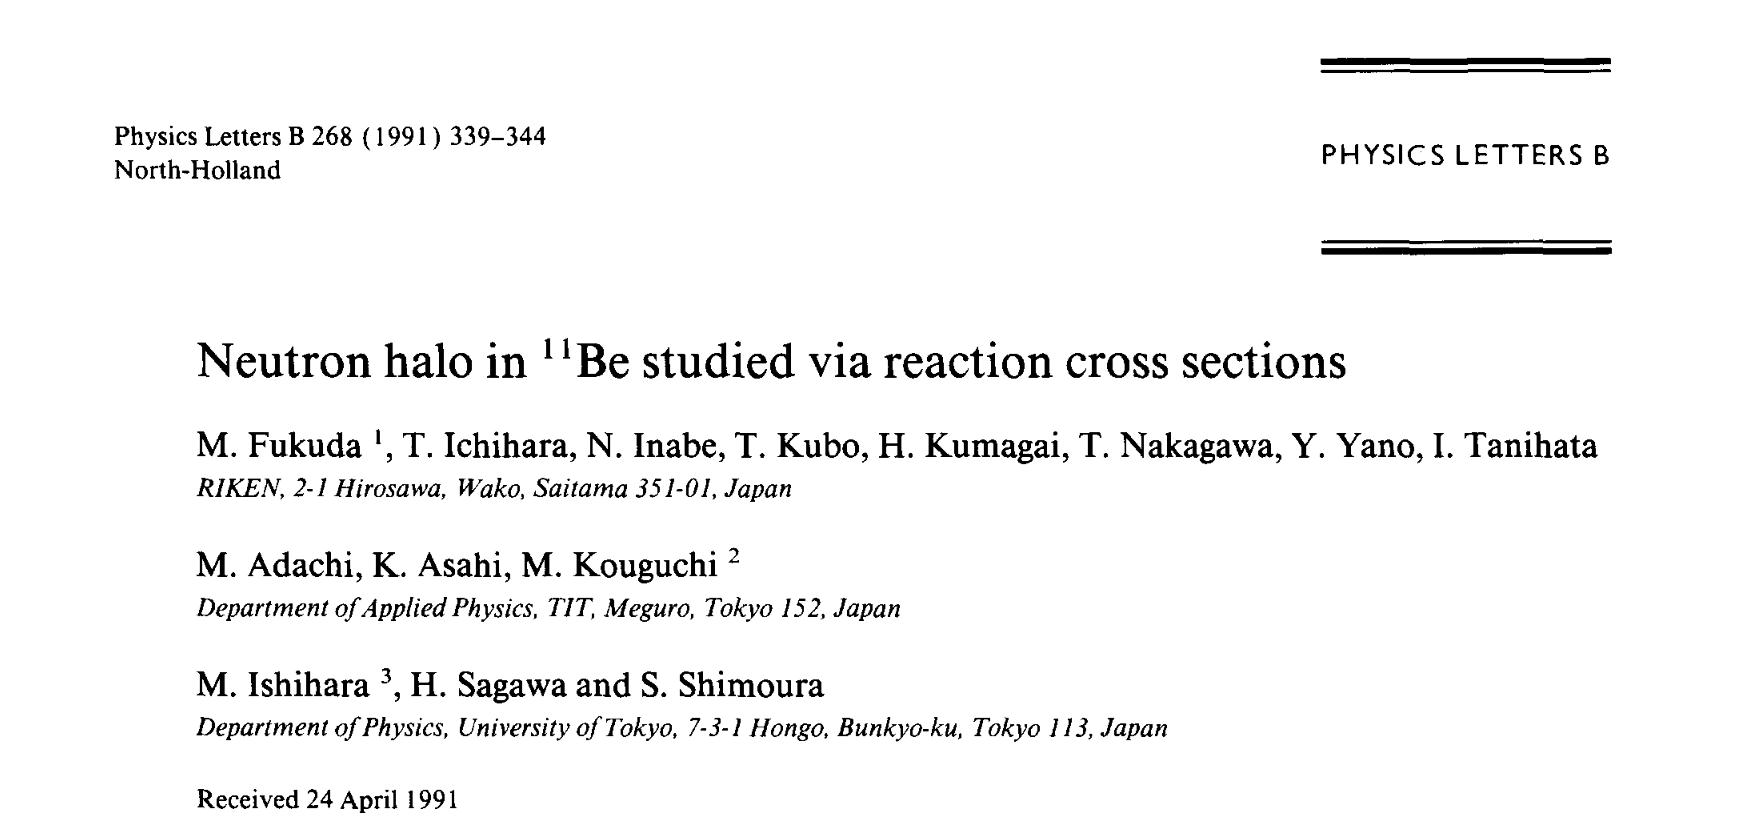 Physics Letters B 268 (1991) 339–344
North-Holland
PHYSICS LETTERS B
Neutron halo in ¹¹Be studied via reaction cross sections
M. Fukuda ¹, T. Ichihara, N. Inabe, T. Kubo, H. Kumagai, T. Nakagawa, Y. Yano, I. Tanihata
RIKEN, 2-1 Hirosawa, Wako, Saitama 351-01, Japan
M. Adachi, K. Asahi, M. Kouguchi ²
Department of Applied Physics, TIT, Meguro, Tokyo 152, Japan
M. Ishihara ³, H. Sagawa and S. Shimoura
Department of Physics, University of Tokyo, 7-3-1 Hongo, Bunkyo-ku, Tokyo 113, Japan
Received 24 April 1991